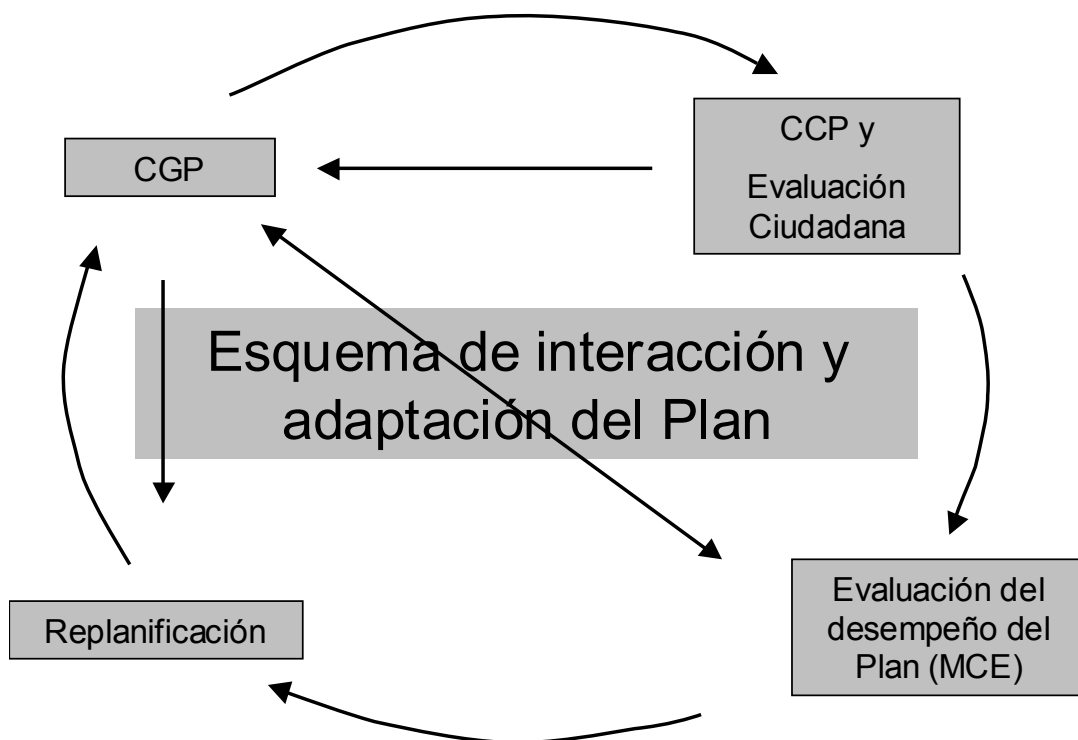 CCP y
Evaluación
Ciudadana
CGP
Esquema de interacción y
adaptación del Plan
Evaluación del
desempeño del
Plan (MCE)
Replanificación